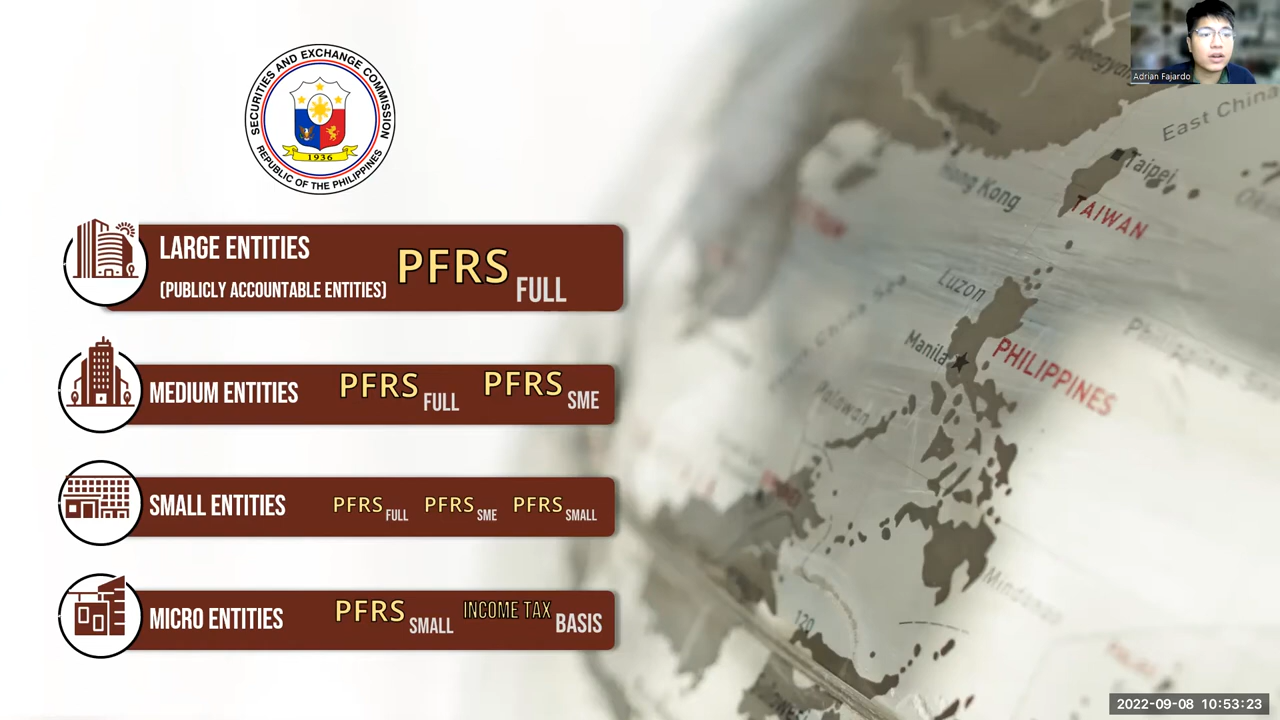 SECURITIES AND EXCHANGE COMMISSION
REPUBLIC OF THE PHILIPPINES
1936
LARGE ENTITIES
(PUBLICLY ACCOUNTABLE ENTITIES)
PFRS FULL
MEDIUM ENTITIES PFRS FULL PFRS SME
SMALL ENTITIES PFRS FULL PFRS SME PFRS SMALL
MICRO ENTITIES PFRS SMALL INCOME TAX BASIS
Adrian Fajardo
East China
Taipei
Hong Kong
TAIWAN
Luzon
Manila
PHILIPPINES
Palawan
Mindanao
120
2022-09-08 10:53:23